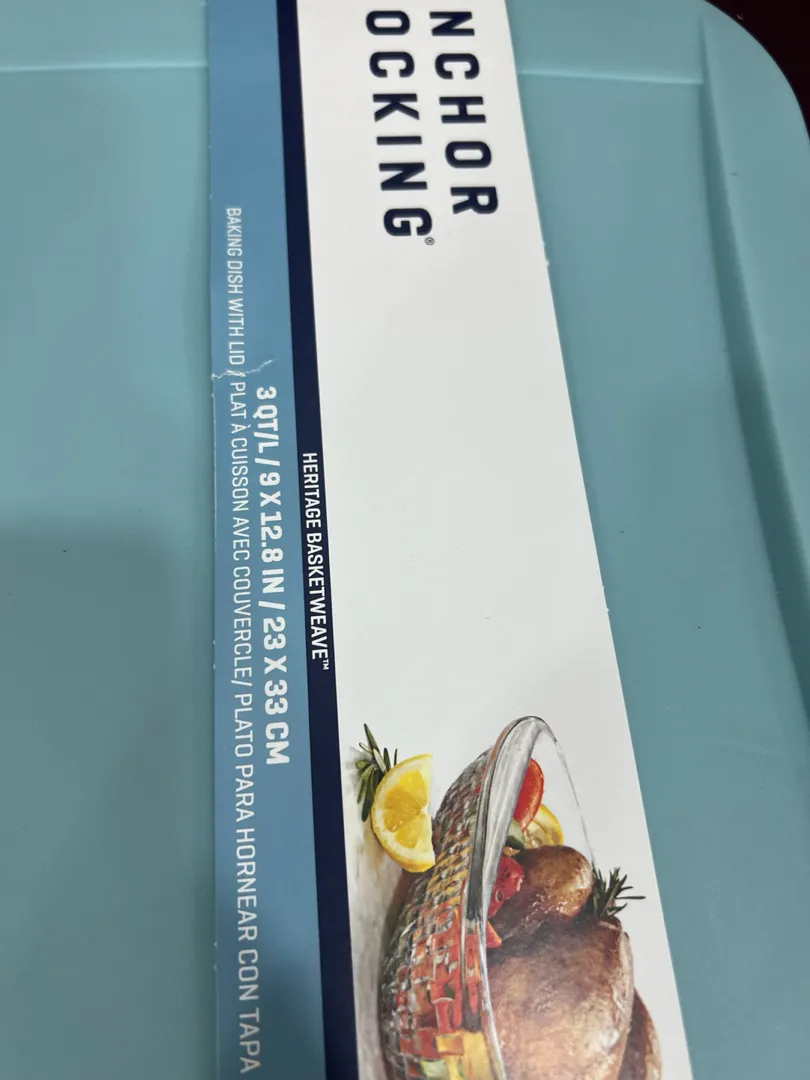 NCHOR
OCKING®
HERITAGE BASKETWEAVE™
3 QT/L / 9 X 12.8 IN / 23 X 33 CM
BAKING DISH WITH LID / PLAT À CUISSON AVEC COUVERCLE/ PLATO PARA HORNEAR CON TAPA